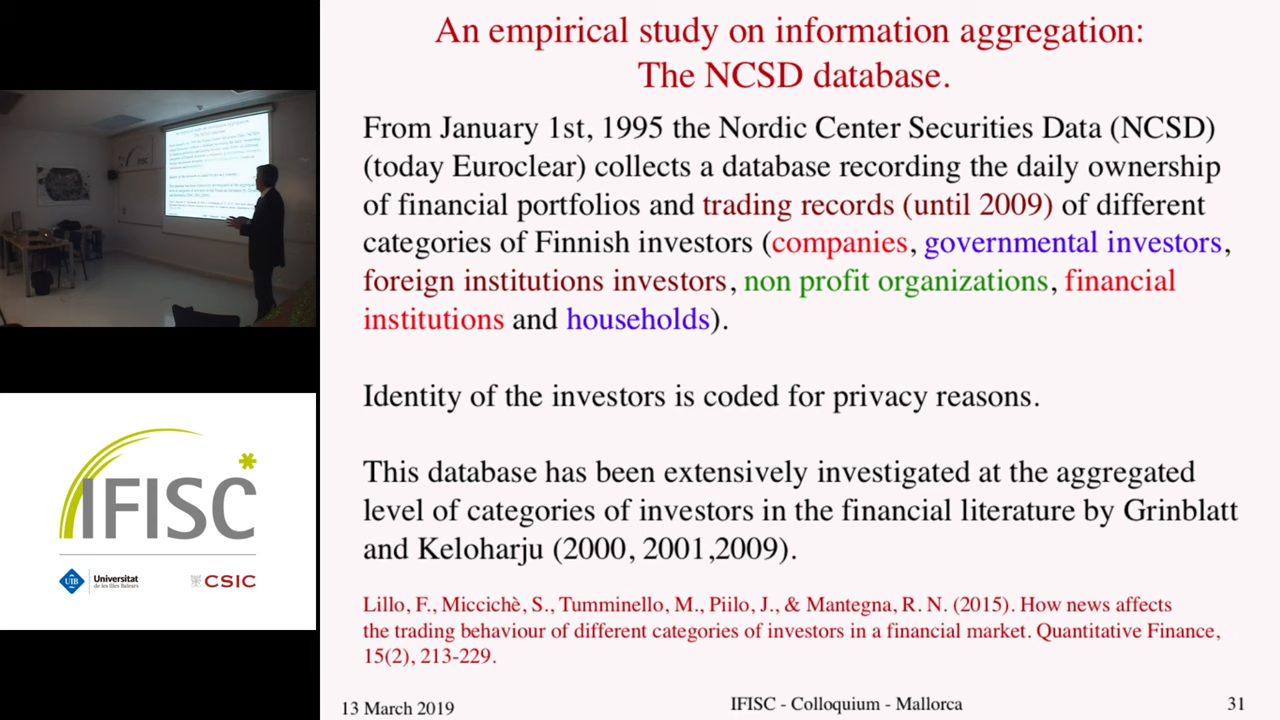 An empirical study on information aggregation:
The NCSD database.
From January 1st, 1995 the Nordic Center Securities Data (NCSD)
(today Euroclear) collects a database recording the daily ownership
of financial portfolios and trading records (until 2009) of different
categories of Finnish investors (companies, governmental investors,
foreign institutions investors, non profit organizations, financial
institutions and households).
Identity of the investors is coded for privacy reasons.
This database has been extensively investigated at the aggregated
level of categories of investors in the financial literature by Grinblatt
and Keloharju (2000, 2001,2009).
Lillo, F., Miccichè, S., Tumminello, M., Piilo, J., & Mantegna, R. N. (2015). How news affects
the trading behaviour of different categories of investors in a financial market. Quantitative Finance,
15(2), 213-229.
13 March 2019
IFISC - Colloquium - Mallorca
31
IFISC
UIB
Universitat
de les Illes Balears
CSIC